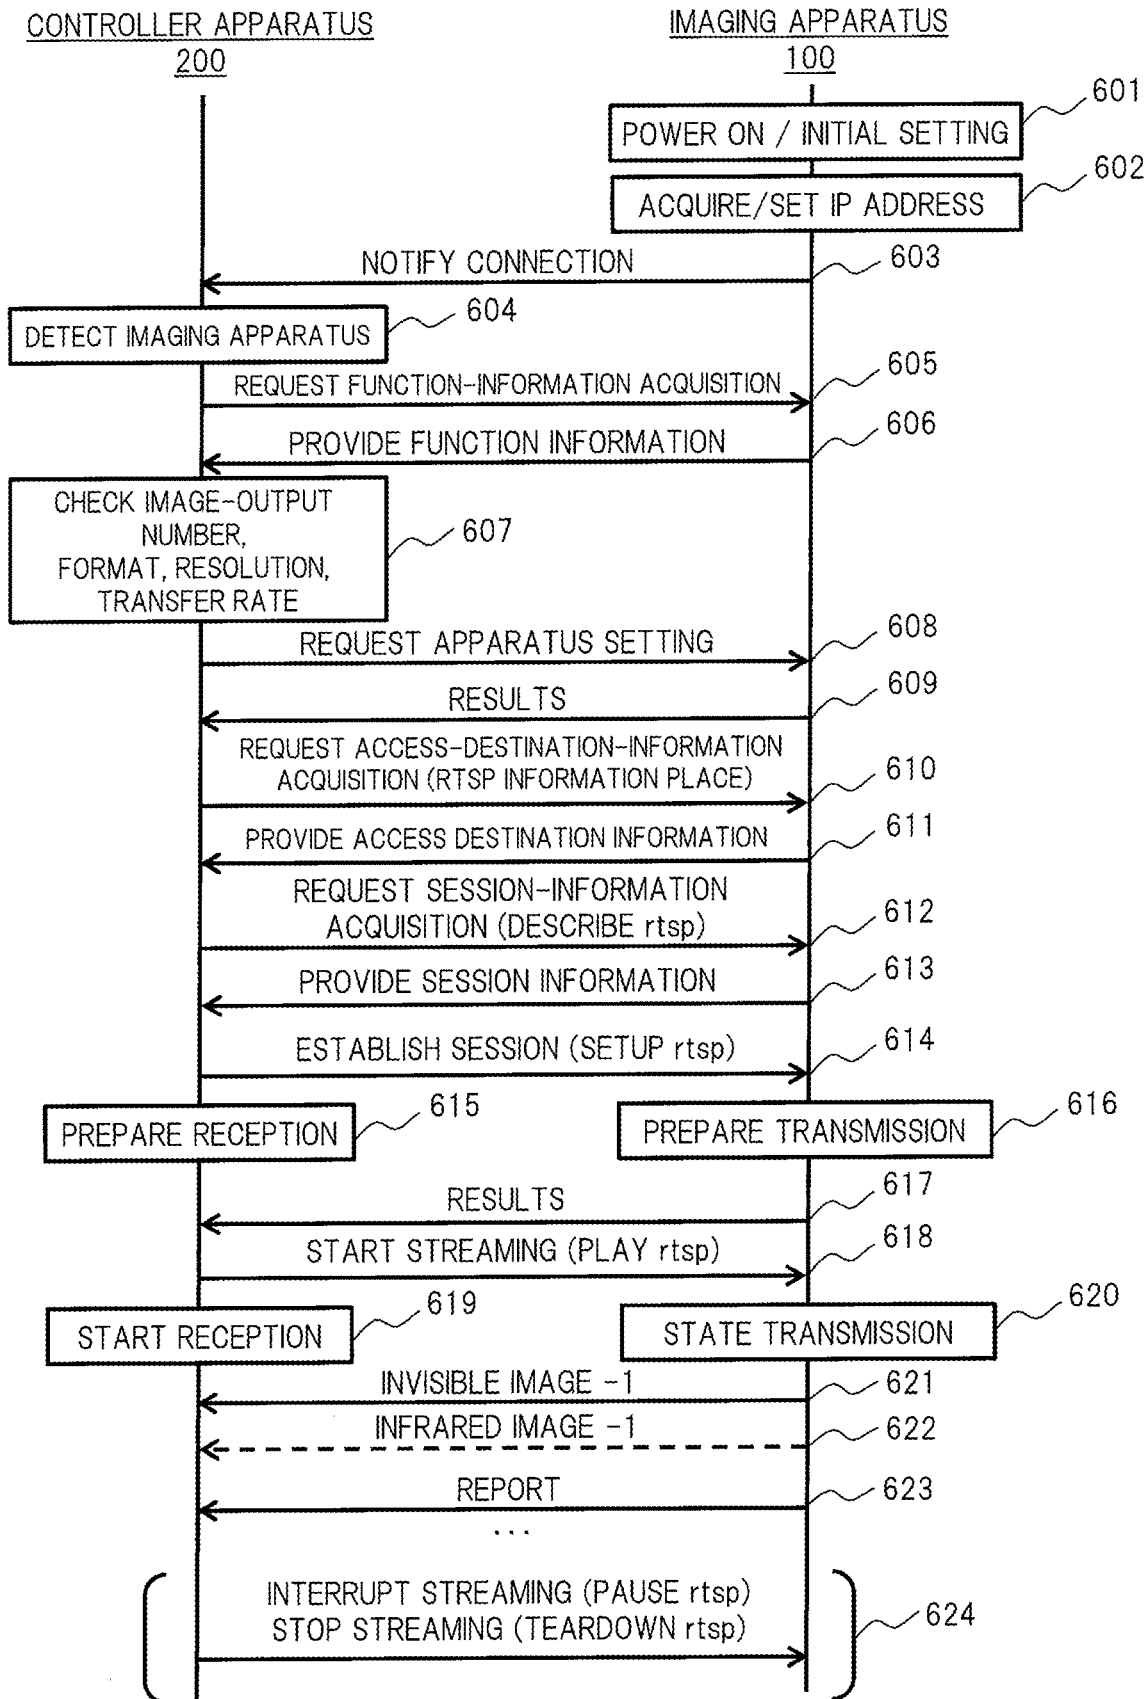 CONTROLLER APPARATUS
200
IMAGING APPARATUS
100
POWER ON / INITIAL SETTING
601
ACQUIRE/SET IP ADDRESS
602
NOTIFY CONNECTION
603
DETECT IMAGING APPARATUS
604
REQUEST FUNCTION-INFORMATION ACQUISITION
605
PROVIDE FUNCTION INFORMATION
606
CHECK IMAGE-OUTPUT
NUMBER,
FORMAT, RESOLUTION,
TRANSFER RATE
607
REQUEST APPARATUS SETTING
608
RESULTS
609
REQUEST ACCESS-DESTINATION-INFORMATION
ACQUISITION (RTSP INFORMATION PLACE)
610
PROVIDE ACCESS DESTINATION INFORMATION
611
REQUEST SESSION-INFORMATION
ACQUISITION (DESCRIBE rtsp)
612
PROVIDE SESSION INFORMATION
613
ESTABLISH SESSION (SETUP rtsp)
614
PREPARE RECEPTION
615
PREPARE TRANSMISSION
616
RESULTS
617
START STREAMING (PLAY rtsp)
618
START RECEPTION
619
STATE TRANSMISSION
620
INVISIBLE IMAGE -1
621
INFRARED IMAGE -1
622
REPORT
623
...
INTERRUPT STREAMING (PAUSE rtsp)
STOP STREAMING (TEARDOWN rtsp)
624